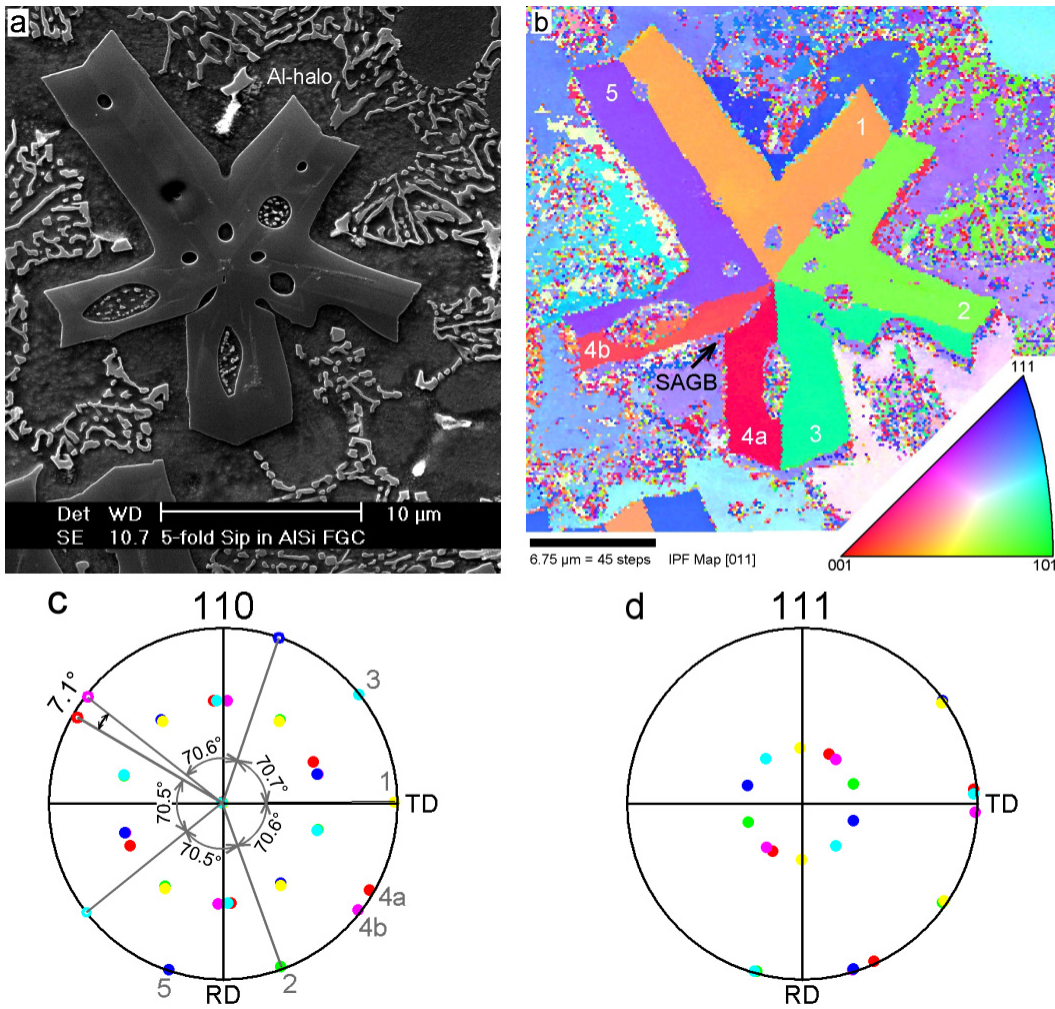 a
Al-halo
Det WD
SE 10.7 5-fold Sip in AlSi FGC
10 µm
b
5
1
2
4b
SAGB
4a
3
111
001
101
6.75 µm = 45 steps IPF Map [011]
c
110
7.1°
3
70.6°
70.7°
1
TD
70.5°
70.6°
70.5°
4a
4b
5
2
RD
d
111
TD
RD